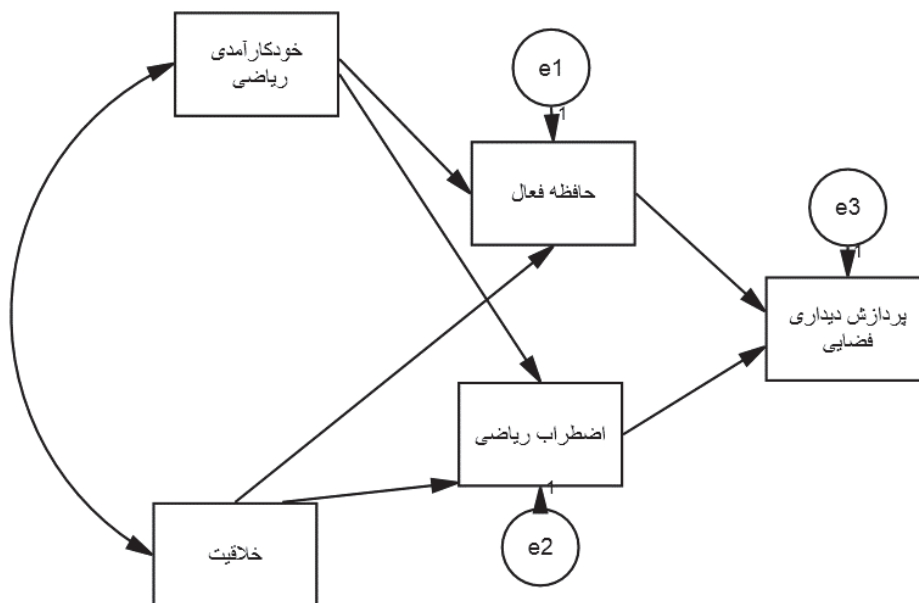 خودکارآمدی
ریاضی
e1
1
حافظه فعال
e3
1
پردازش دیداری
فضایی
اضطراب ریاضی
1
e2
خلاقیت